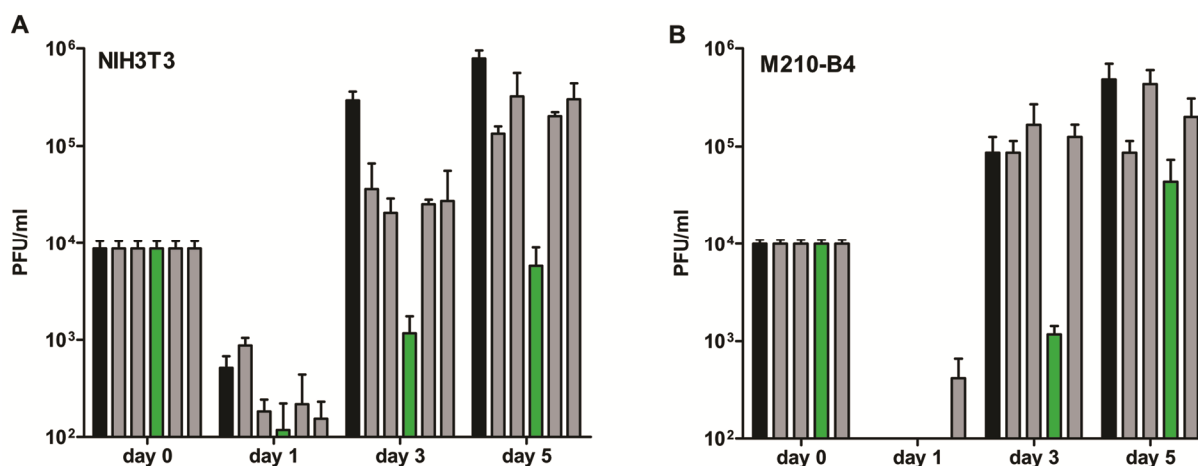 A
NIH3T3
PFU/ml
10⁶
10⁵
10⁴
10³
10²
day 0 day 1 day 3 day 5
B
M210-B4
PFU/ml
10⁶
10⁵
10⁴
10³
10²
day 0 day 1 day 3 day 5